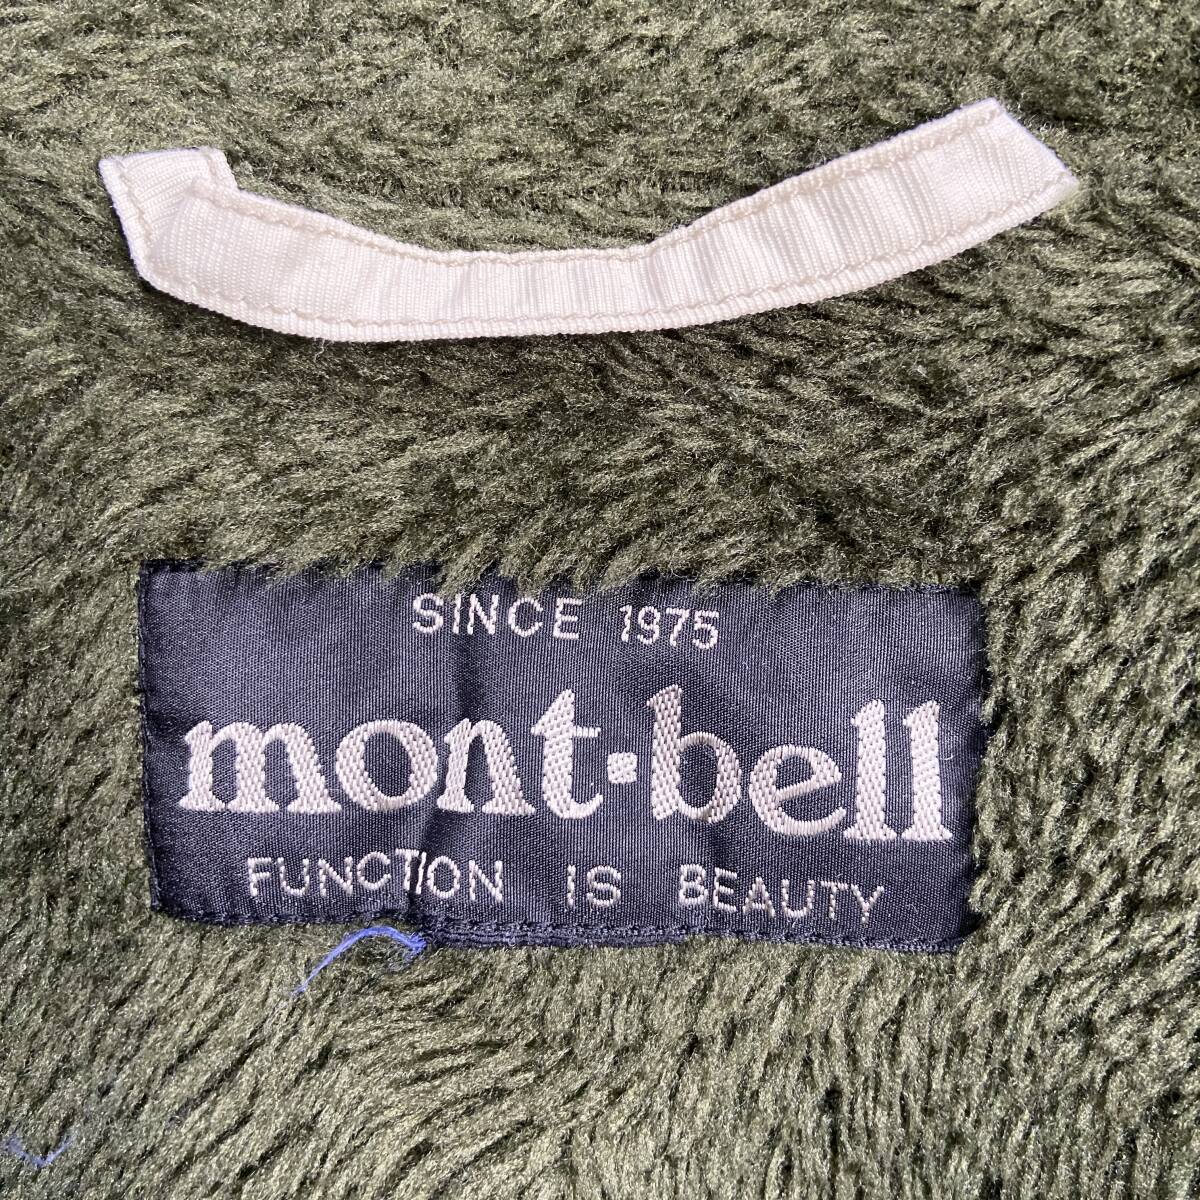 SINCE 1975
mont·bell
FUNCTION IS BEAUTY